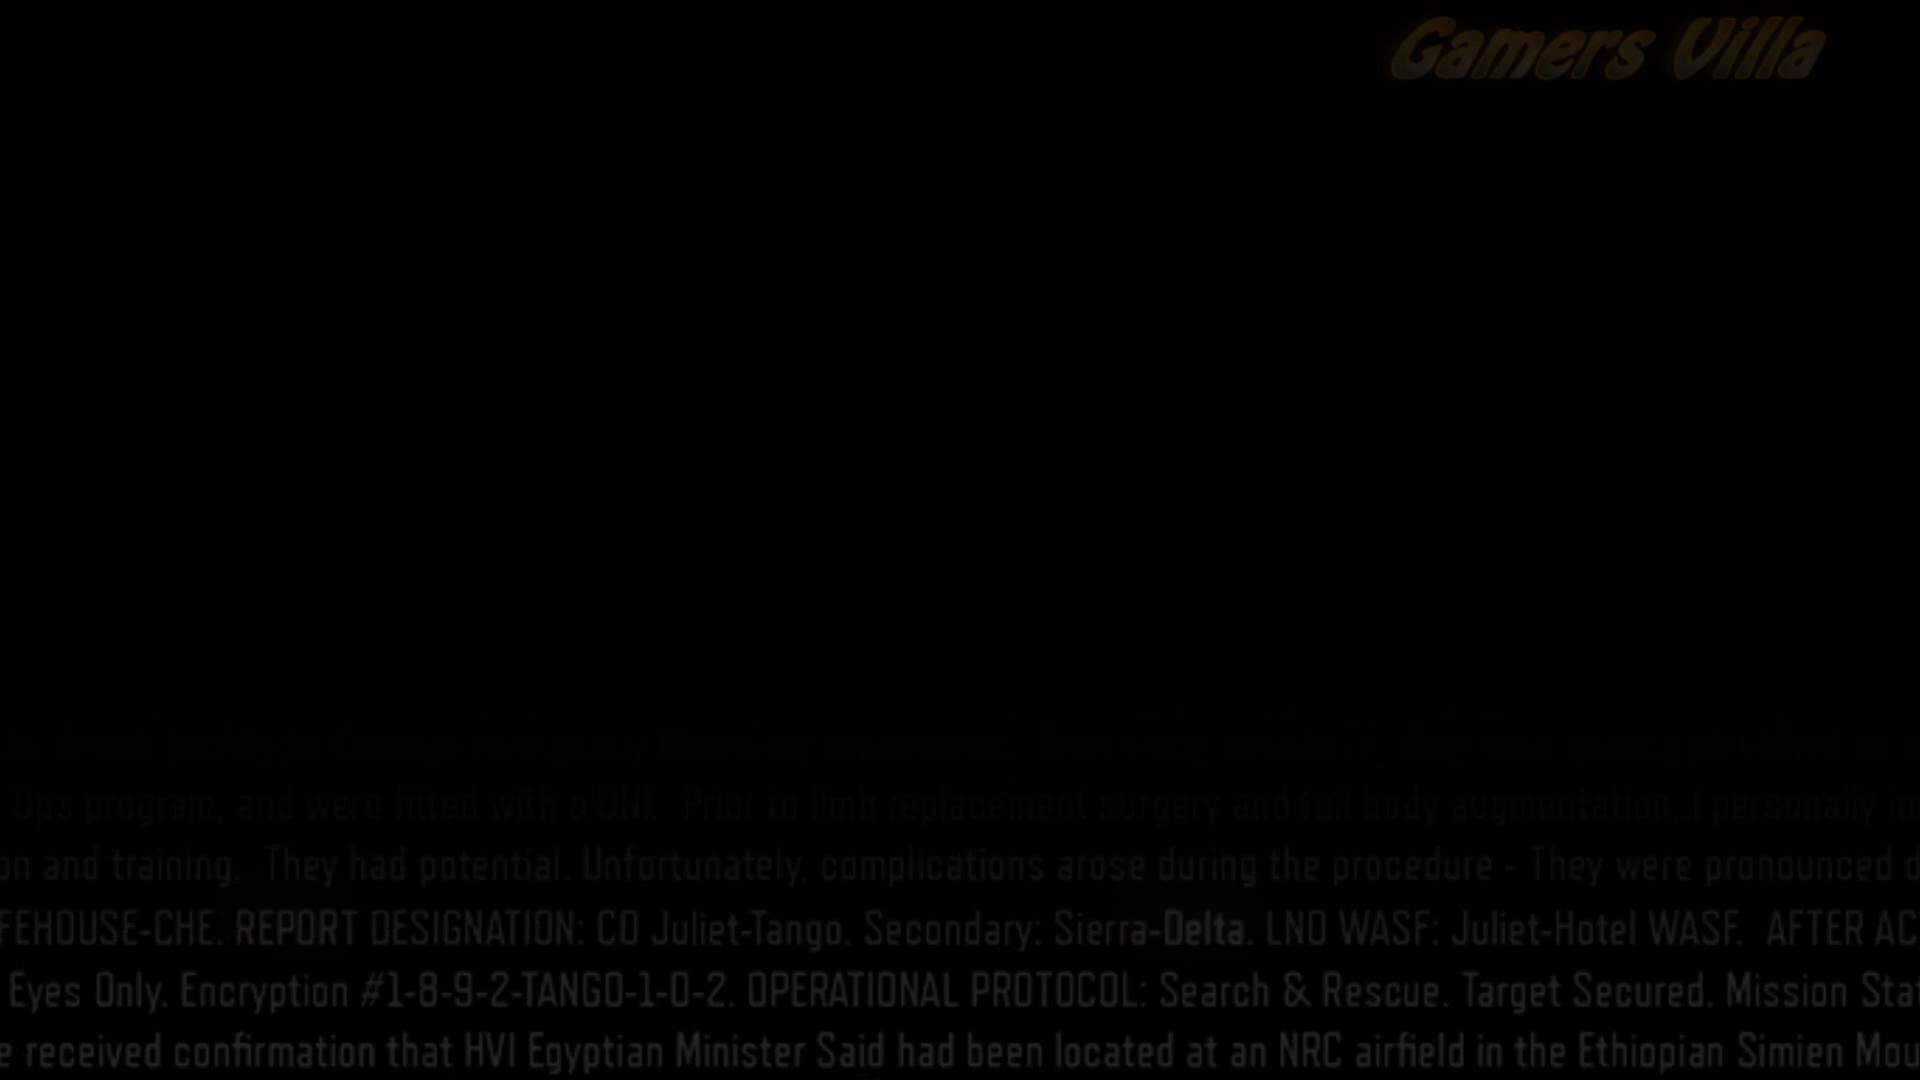 Gamers Villa
Ops program, and were fitted with a DNI. Prior to limb replacement surgery and full body augmentation, I personally
on and training. They had potential. Unfortunately, complications arose during the procedure - They were pronounced d
FEHOUSE-CHE. REPORT DESIGNATION: CO Juliet-Tango. Secondary: Sierra-Delta. LNO WASF: Juliet-Hotel WASF. AFTER AC
Eyes Only. Encryption #1-8-9-2-TANGO-1-0-2. OPERATIONAL PROTOCOL: Search & Rescue. Target Secured. Mission Stat
e received confirmation that HVI Egyptian Minister Said had been located at an NRC airfield in the Ethiopian Simien Mou